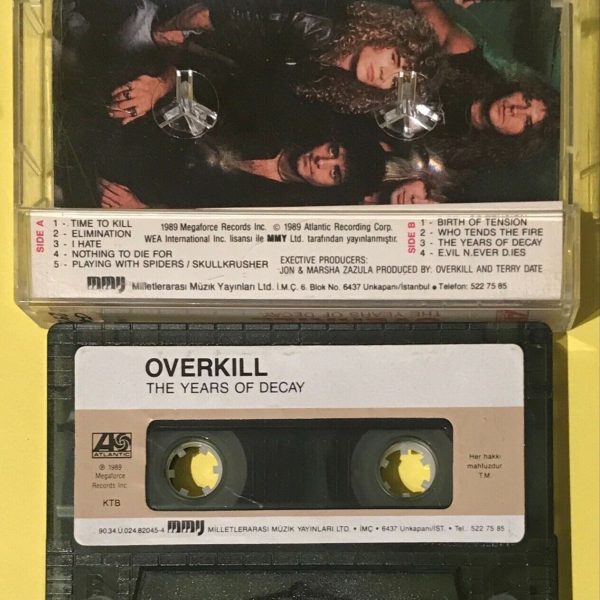 SIDE A
1 - TIME TO KILL
2 - ELIMINATION
3 - I HATE
4 - NOTHING TO DIE FOR
5 - PLAYING WITH SPIDERS / SKULLKRUSHER
1989 Megaforce Records Inc. © 1989 Atlantic Recording Corp.
WEA International Inc. lisansı ile MMY Ltd. tarafından yayınlanmıştır.
EXECTIVE PRODUCERS:
JON & MARSHA ZAZULA PRODUCED BY: OVERKILL AND TERRY DATE
SIDE B
1 - BIRTH OF TENSION
2 - WHO TENDS THE FIRE
3 - THE YEARS OF DECAY
4 - E.VIL N.EVER D.IES
mmy Milletlerarası Müzik Yayınları Ltd. İ.M.Ç. 6. Blok No. 6437 Unkapanı/İstanbul • Telefon: 522 75 85
THE YEARS OF DECAY
OVERKILL
THE YEARS OF DECAY
ATLANTIC
℗ 1989
Megaforce
Records Inc
KTB
Her hakkı
mahfuzdur
T.M.
90.34.Ü.024.82045-4 mmy MİLLETLERARASI MÜZİK YAYINLARI LTD. • İMÇ • 6437 Unkapanı/İST. • Tel. 522 75 85